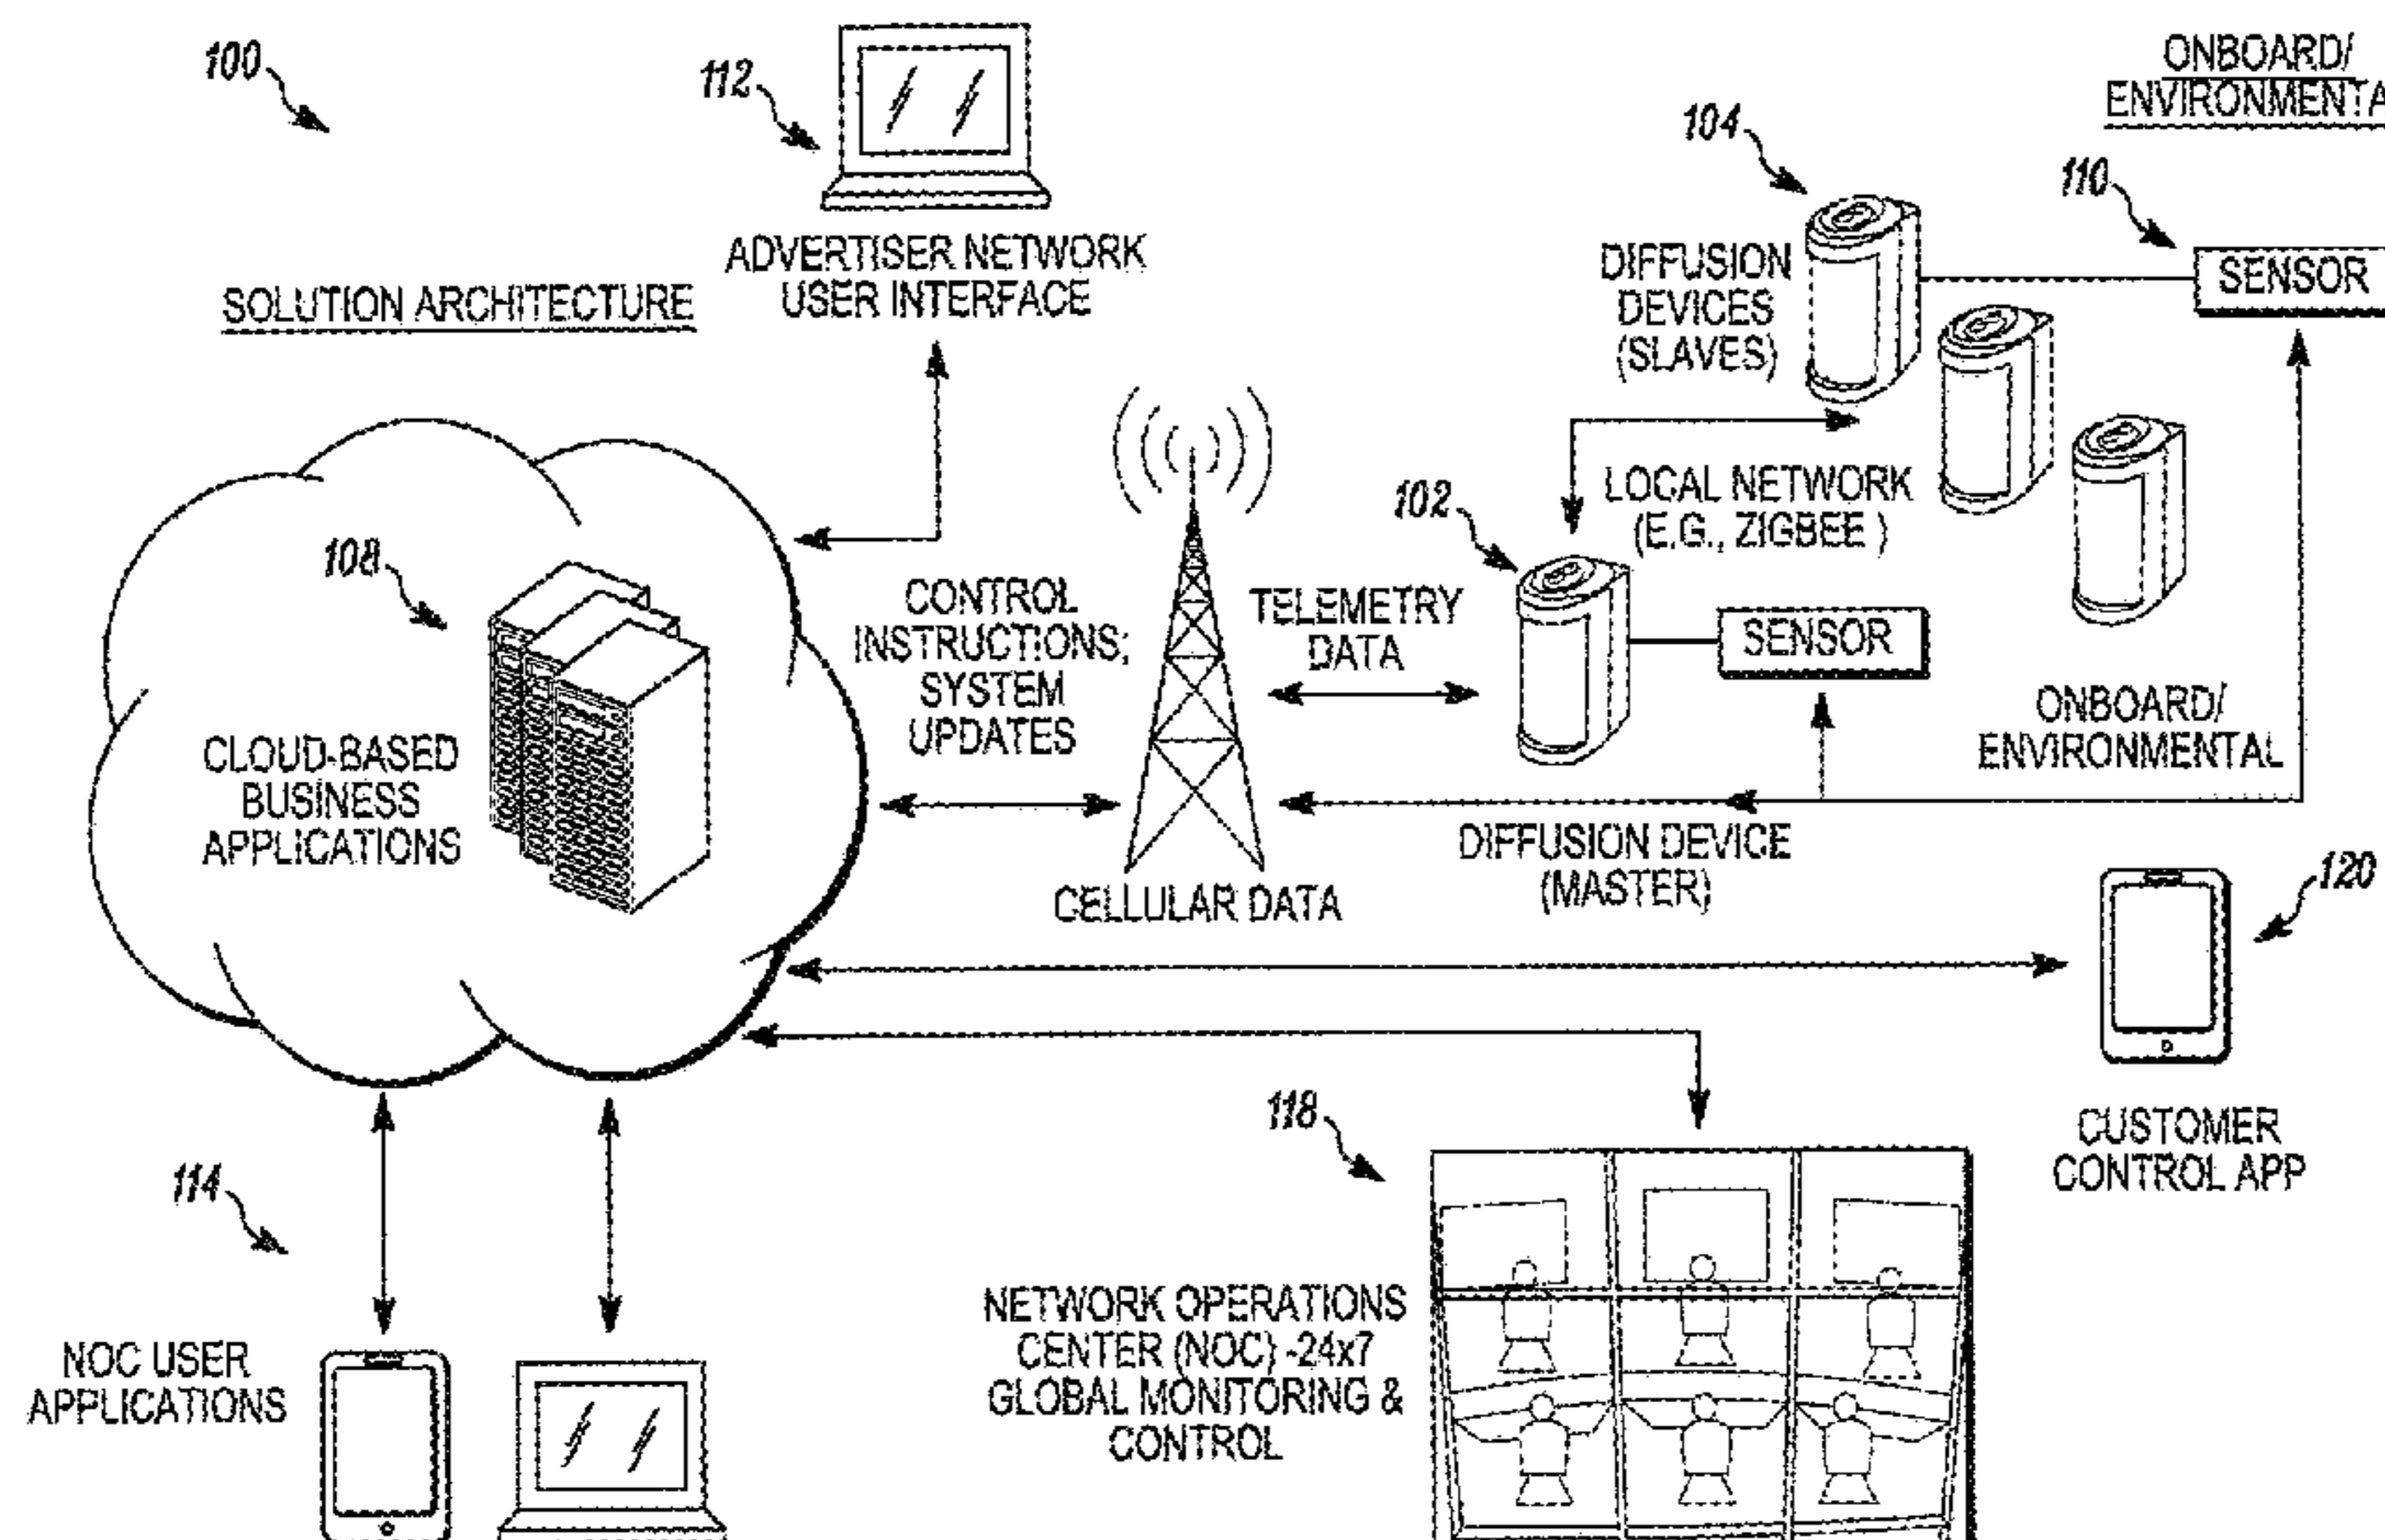 100
112
ADVERTISER NETWORK
USER INTERFACE
SOLUTION ARCHITECTURE
ONBOARD/
ENVIRONMENTA
104
110
DIFFUSION
DEVICES
(SLAVES)
SENSOR
LOCAL NETWORK
(E.G., ZIGBEE )
102
108
CONTROL
INSTRUCTIONS;
SYSTEM
UPDATES
TELEMETRY
DATA
SENSOR
ONBOARD/
ENVIRONMENTAL
CLOUD-BASED
BUSINESS
APPLICATIONS
DIFFUSION DEVICE
(MASTER)
CELLULAR DATA
120
CUSTOMER
CONTROL APP
118
114
NETWORK OPERATIONS
CENTER (NOC) -24x7
GLOBAL MONITORING &
CONTROL
NOC USER
APPLICATIONS